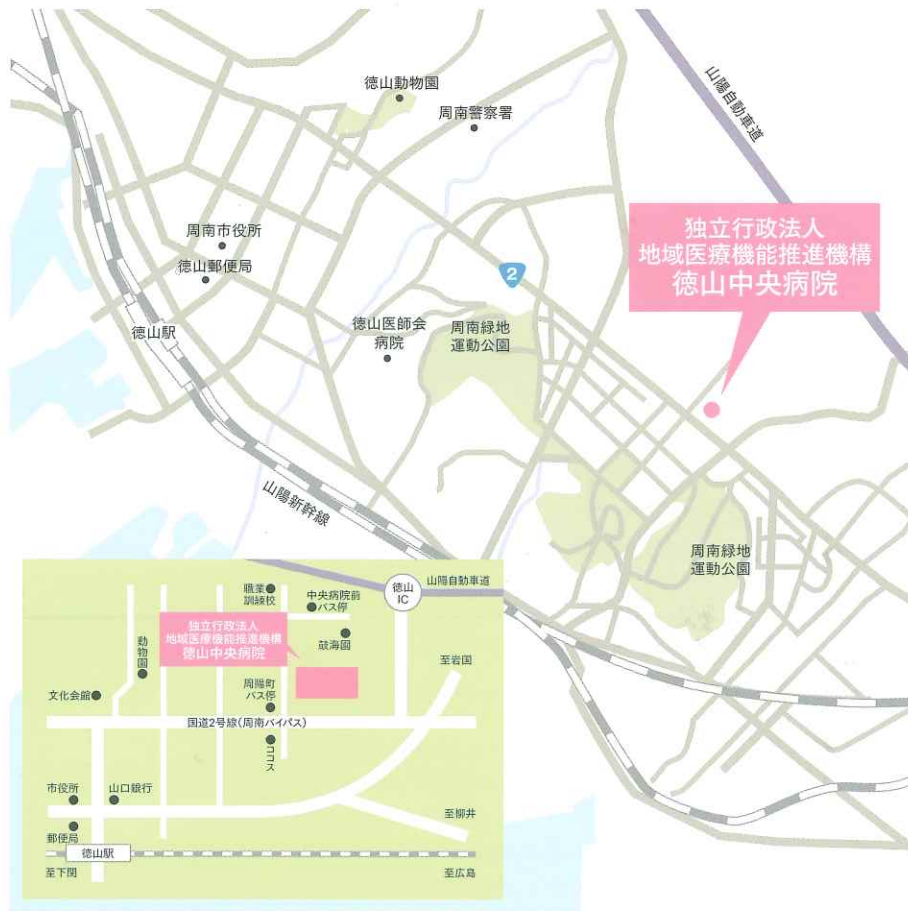 徳山動物園
周南警察署
山陽自動車道
独立行政法人
地域医療機能推進機構
徳山中央病院
周南市役所
徳山郵便局
2
徳山駅
徳山医師会
病院
周南緑地
運動公園
山陽新幹線
周南緑地
運動公園
職業
訓練校
中央病院前
バス停
徳山
IC
山陽自動車道
独立行政法人
地域医療機能推進機構
徳山中央病院
鼓海園
動物園
至岩国
文化会館
周陽町
バス停
国道2号線(周南バイパス)
ココス
市役所
山口銀行
至柳井
郵便局
徳山駅
至下関
至広島